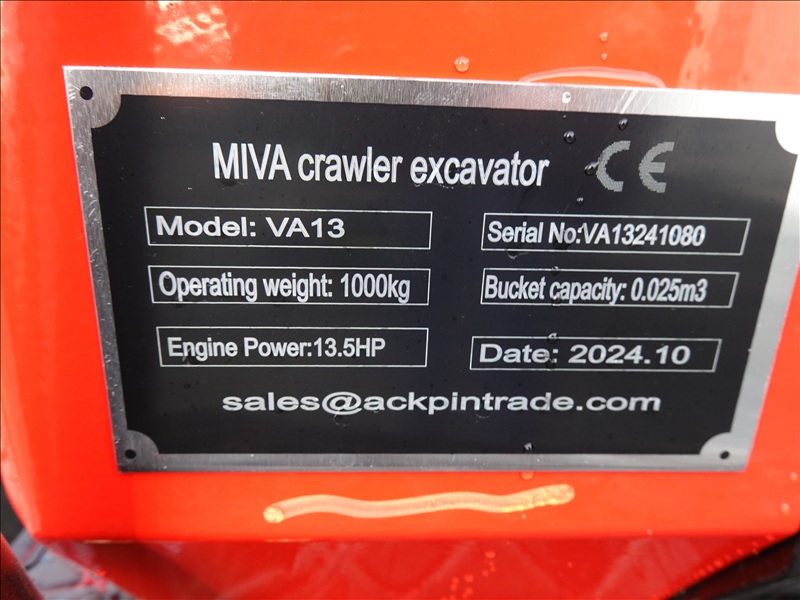 MIVA crawler excavator CE
Model: VA13
Serial No:VA13241080
Operating weight: 1000kg
Bucket capacity: 0.025m3
Engine Power:13.5HP
Date: 2024.10
sales@ackpintrade.com